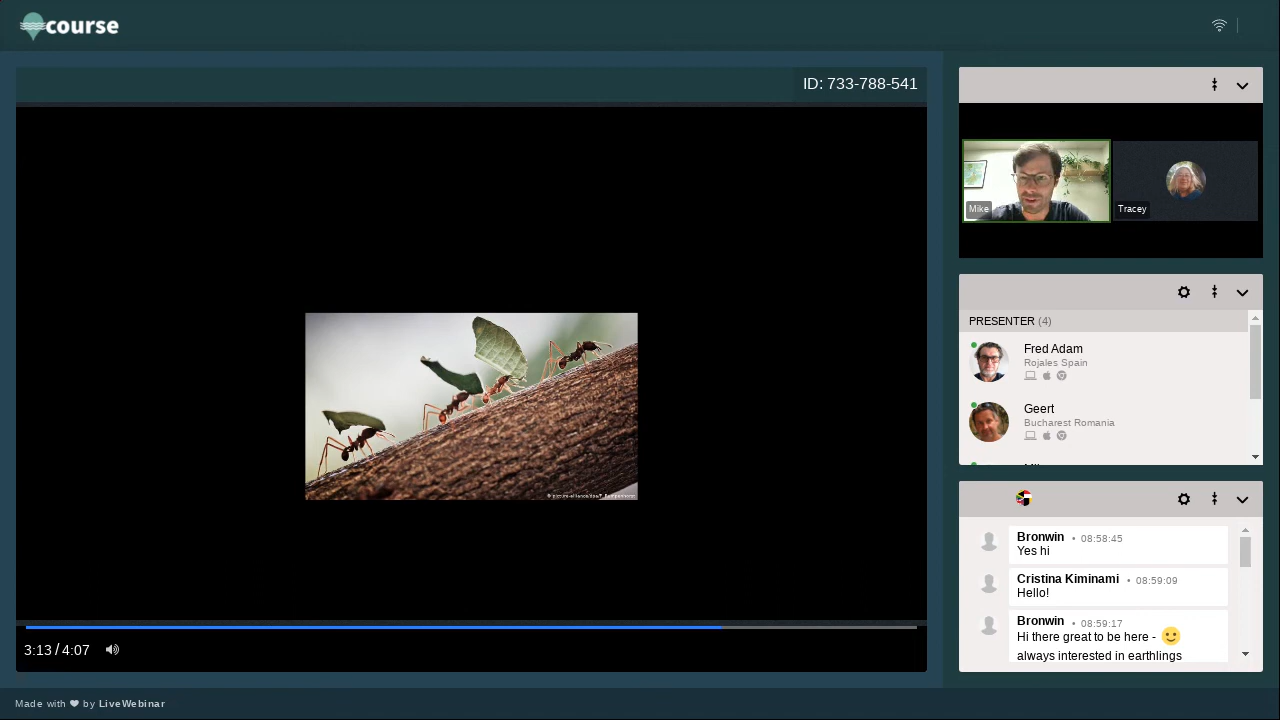 course
ID: 733-788-541
Mike
Tracey
PRESENTER (4)
Fred Adam
Rojales Spain
Geert
Bucharest Romania
Bronwin • 08:58:45
Yes hi
Cristina Kiminami • 08:59:09
Hello!
Bronwin • 08:59:17
Hi there great to be here - 🙂
always interested in earthlings
3:13 / 4:07
Made with ❤ by LiveWebinar